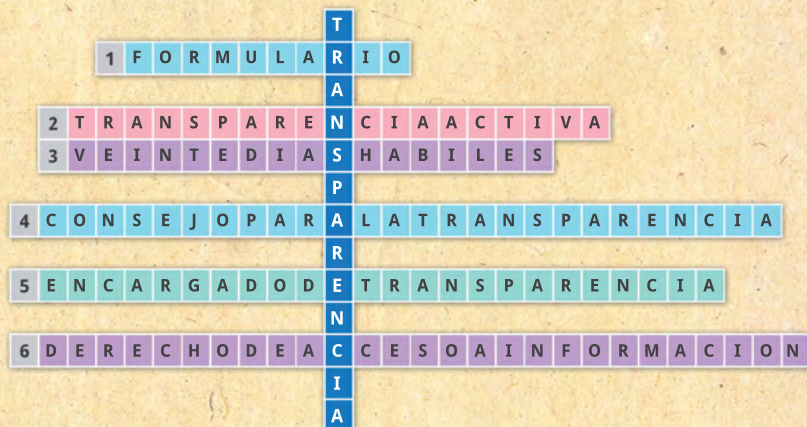 T
1 FORMULARIO
A
2 TRANSPARENCIAACTIVA
3 VEINTEDIASHABILES
P
4 CONSEJOPARALATRANSPARENCIA
R
5 ENCARGADODETRANSPARENCIA
N
6 DERECHODEACCESOAINFORMACION
I
A